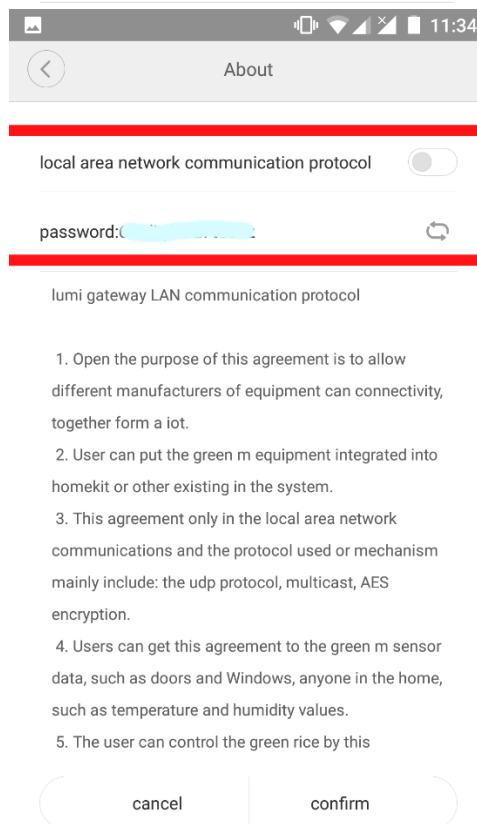 11:34
About
local area network communication protocol
password:
lumi gateway LAN communication protocol
1. Open the purpose of this agreement is to allow
different manufacturers of equipment can connectivity,
together form a iot.
2. User can put the green m equipment integrated into
homekit or other existing in the system.
3. This agreement only in the local area network
communications and the protocol used or mechanism
mainly include: the udp protocol, multicast, AES
encryption.
4. Users can get this agreement to the green m sensor
data, such as doors and Windows, anyone in the home,
such as temperature and humidity values.
5. The user can control the green rice by this
cancel
confirm